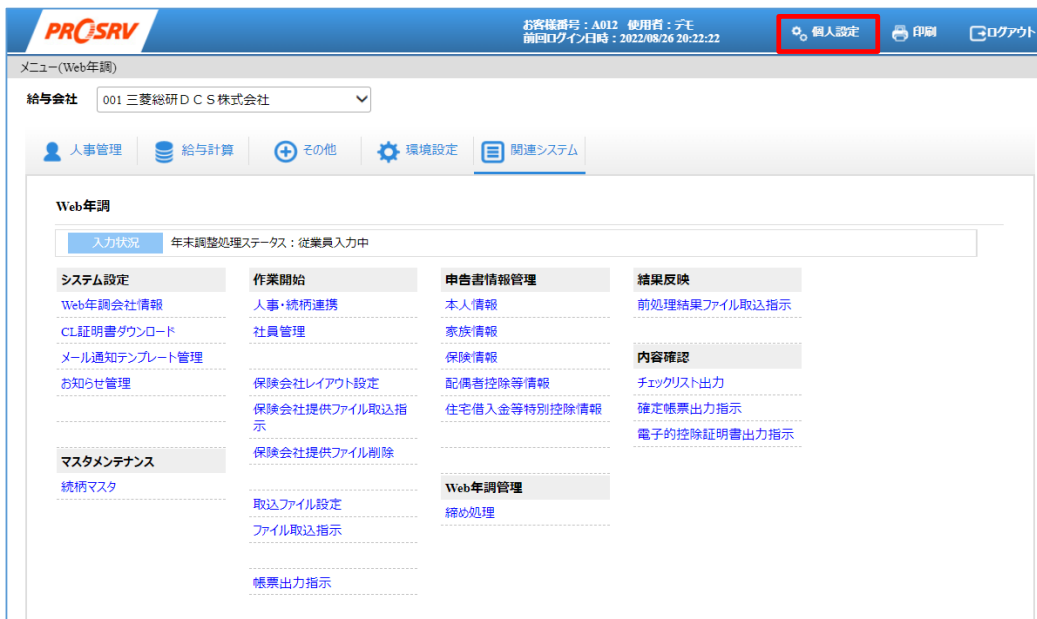 PROSRV
お客様番号：A012 使用者：デモ
前回ログイン日時：2022/08/26 20:22:22
個人設定
印刷
ログアウト
メニュー(Web年調)
給与会社
001 三菱総研ＤＣＳ株式会社
人事管理
給与計算
その他
環境設定
関連システム
Web年調
入力状況
年末調整処理ステータス：従業員入力中
システム設定
Web年調会社情報
CL証明書ダウンロード
メール通知テンプレート管理
お知らせ管理
マスタメンテナンス
続柄マスタ
作業開始
人事・続柄連携
社員管理
保険会社レイアウト設定
保険会社提供ファイル取込指
示
保険会社提供ファイル削除
取込ファイル設定
ファイル取込指示
帳票出力指示
申告書情報管理
本人情報
家族情報
保険情報
配偶者控除等情報
住宅借入金等特別控除情報
Web年調管理
締め処理
結果反映
前処理結果ファイル取込指示
内容確認
チェックリスト出力
確定帳票出力指示
電子的控除証明書出力指示